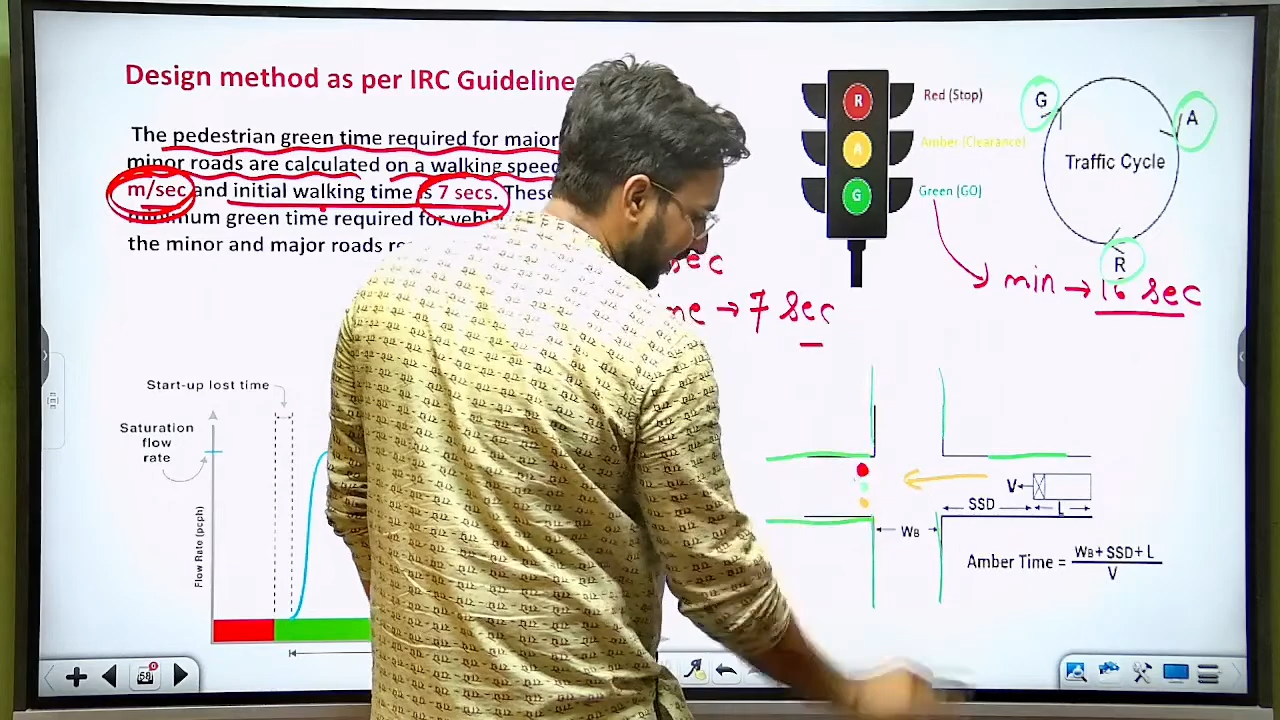 Design method as per IRC Guideline
The pedestrian green time required for major
minor roads are calculated on a walking speed
m/sec and initial walking time is 7 secs. These
minimum green time required for vehi
the minor and major roads re
sec
me → 7 sec
R
A
G
Red (Stop)
Amber (Clearance)
Green (GO)
min → 16 sec
G
A
Traffic Cycle
R
Start-up lost time
Saturation
flow
rate
Flow Rate (pcph)
V
SSD
L
WB
Amber Time = WB + SSD + L
V
58